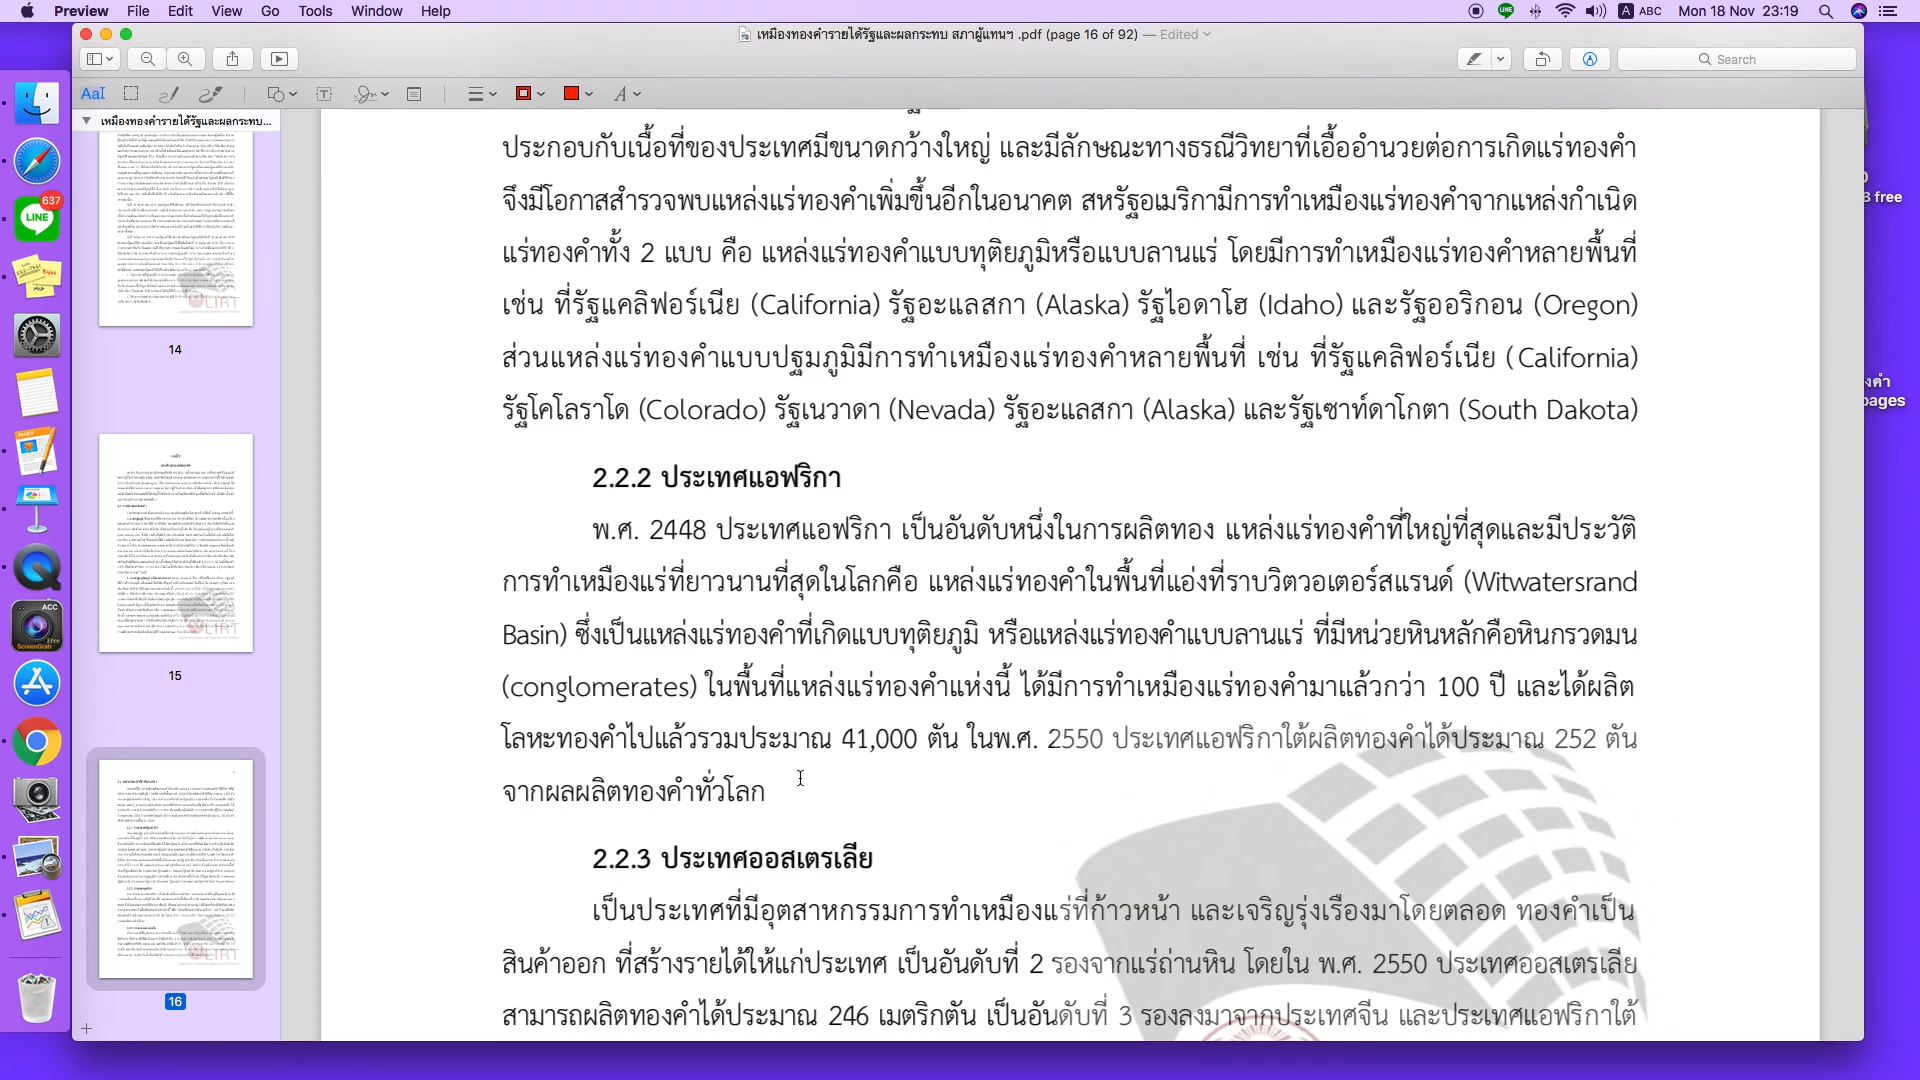 Preview File Edit View Go Tools Window Help
A ABC Mon 18 Nov 23:19
เหมืองทองคำรายได้รัฐและผลกระทบ สภาผู้แทนฯ .pdf (page 16 of 92) — Edited
Search
เหมืองทองคำรายได้รัฐและผลกระทบ...
14
15
16
637
LINE
ACC
ScreenGrab
Free
B free
งคำ
pages
ประกอบกับเนื้อที่ของประเทศมีขนาดกว้างใหญ่ และมีลักษณะทางธรณีวิทยาที่เอื้ออำนวยต่อการเกิดแร่ทองคำ
จึงมีโอกาสสำรวจพบแหล่งแร่ทองคำเพิ่มขึ้นอีกในอนาคต สหรัฐอเมริกามีการทำเหมืองแร่ทองคำจากแหล่งกำเนิด
แร่ทองคำทั้ง 2 แบบ คือ แหล่งแร่ทองคำแบบทุติยภูมิหรือแบบลานแร่ โดยมีการทำเหมืองแร่ทองคำหลายพื้นที่
เช่น ที่รัฐแคลิฟอร์เนีย (California) รัฐอะแลสกา (Alaska) รัฐไอดาโฮ (Idaho) และรัฐออริกอน (Oregon)
ส่วนแหล่งแร่ทองคำแบบปฐมภูมิมีการทำเหมืองแร่ทองคำหลายพื้นที่ เช่น ที่รัฐแคลิฟอร์เนีย (California)
รัฐโคโลราโด (Colorado) รัฐเนวาดา (Nevada) รัฐอะแลสกา (Alaska) และรัฐเซาท์ดาโกตา (South Dakota)
2.2.2 ประเทศแอฟริกา
พ.ศ. 2448 ประเทศแอฟริกา เป็นอันดับหนึ่งในการผลิตทอง แหล่งแร่ทองคำที่ใหญ่ที่สุดและมีประวัติ
การทำเหมืองแร่ที่ยาวนานที่สุดในโลกคือ แหล่งแร่ทองคำในพื้นที่แอ่งที่ราบวิตวอเตอร์สแรนด์ (Witwatersrand
Basin) ซึ่งเป็นแหล่งแร่ทองคำที่เกิดแบบทุติยภูมิ หรือแหล่งแร่ทองคำแบบลานแร่ ที่มีหน่วยหินหลักคือหินกรวดมน
(conglomerates) ในพื้นที่แหล่งแร่ทองคำแห่งนี้ ได้มีการทำเหมืองแร่ทองคำมาแล้วกว่า 100 ปี และได้ผลิต
โลหะทองคำไปแล้วรวมประมาณ 41,000 ตัน ในพ.ศ. 2550 ประเทศแอฟริกาใต้ผลิตทองคำได้ประมาณ 252 ตัน
จากผลผลิตทองคำทั่วโลก
2.2.3 ประเทศออสเตรเลีย
เป็นประเทศที่มีอุตสาหกรรมการทำเหมืองแร่ที่ก้าวหน้า และเจริญรุ่งเรืองมาโดยตลอด ทองคำเป็น
สินค้าออก ที่สร้างรายได้ให้แก่ประเทศ เป็นอันดับที่ 2 รองจากแร่ถ่านหิน โดยใน พ.ศ. 2550 ประเทศออสเตรเลีย
สามารถผลิตทองคำได้ประมาณ 246 เมตริกตัน เป็นอันดับที่ 3 รองลงมาจากประเทศจีน และประเทศแอฟริกาใต้